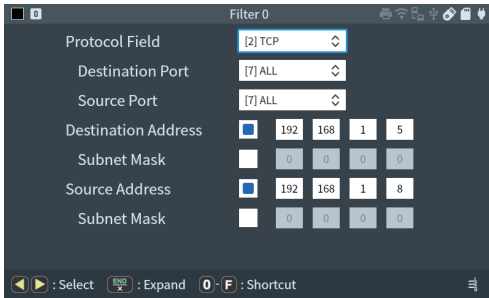 0 Filter 0
Protocol Field [2] TCP
Destination Port [7] ALL
Source Port [7] ALL
Destination Address 192 168 1 5
Subnet Mask 0 0 0 0
Source Address 192 168 1 8
Subnet Mask 0 0 0 0
: Select END X : Expand 0 - F : Shortcut